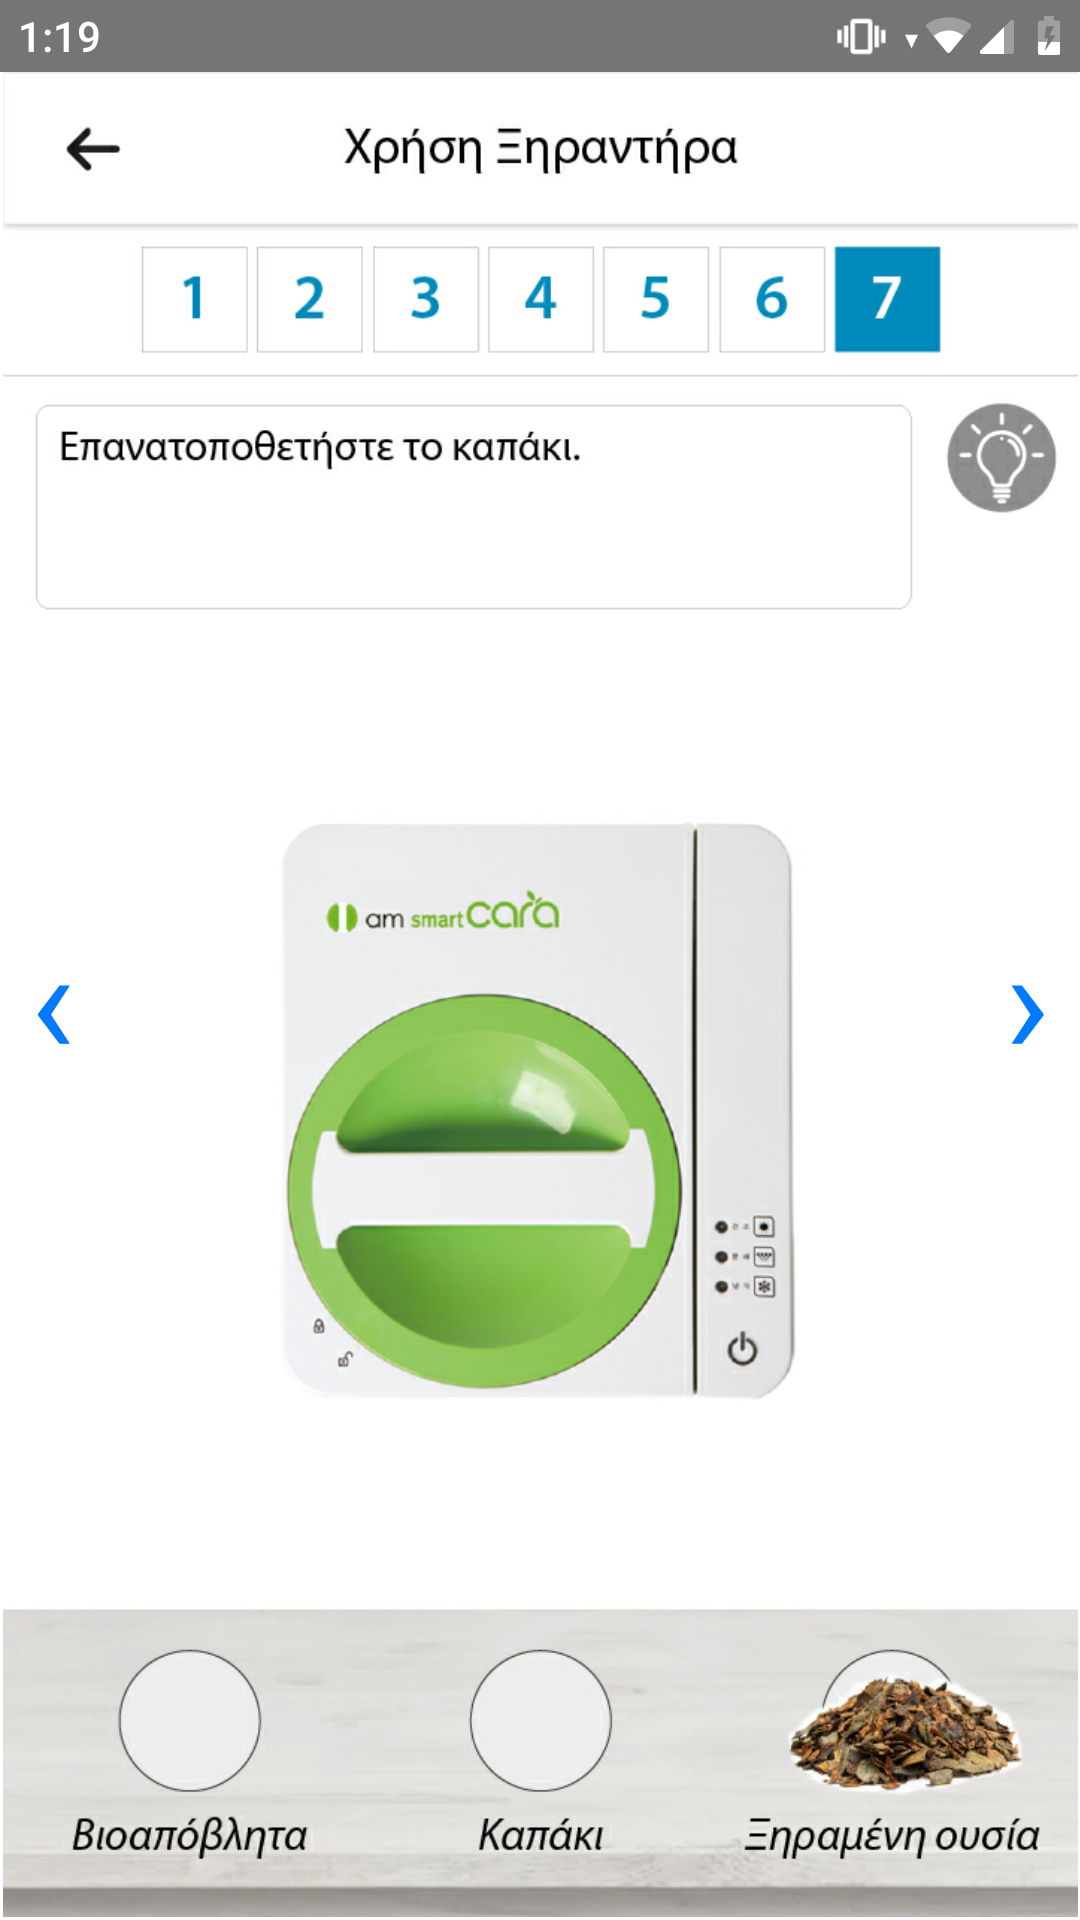 1:19
Χρήση Ξηραντήρα
1 2 3 4 5 6 7
Επανατοποθετήστε το καπάκι.
am smart cara
Βιοαπόβλητα
Καπάκι
Ξηραμένη ουσία